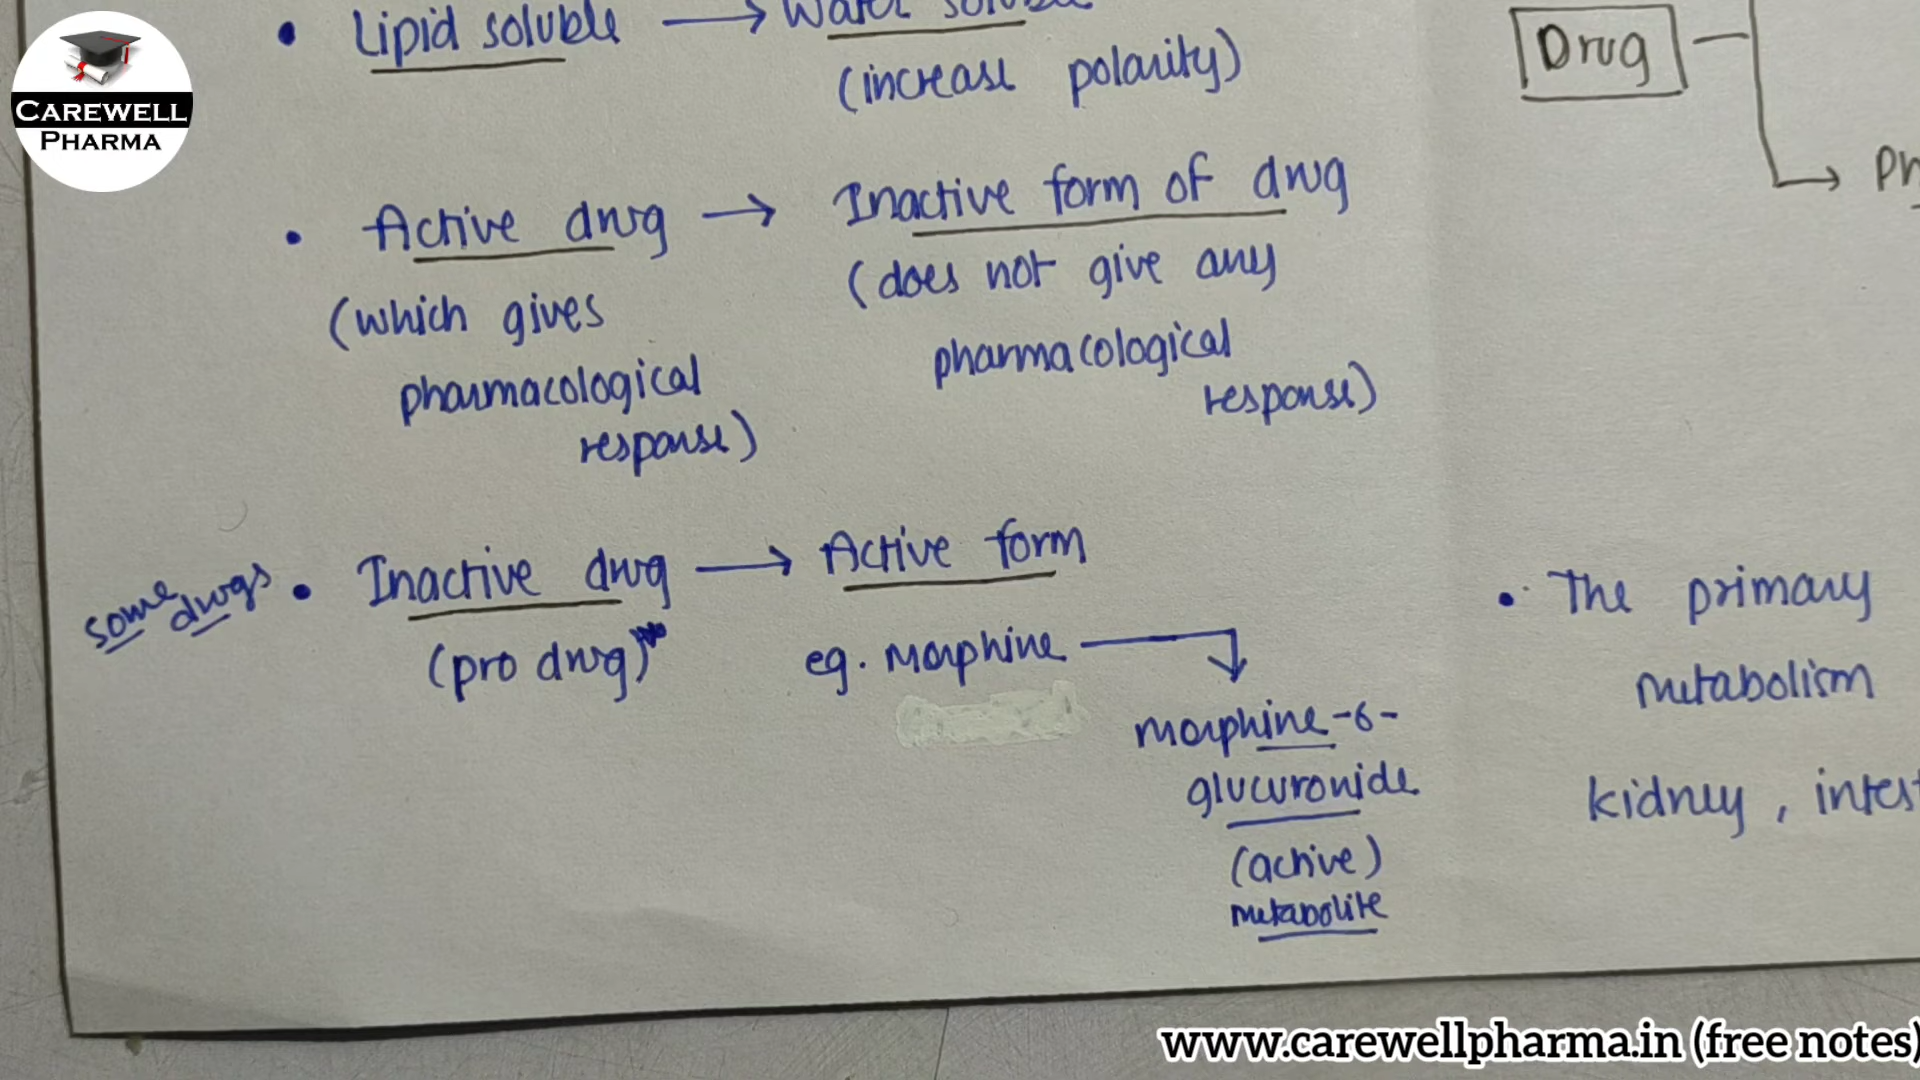 CAREWELL
PHARMA
• Lipid soluble → Water soluble
(increase polarity)
• Active drug → Inactive form of drug
(which gives
pharmacological
response)
(does not give any
pharmacological
response)
some drugs • Inactive drug → Active form
(pro drug)
eg. Morphine
morphine-6-
glucuronide
(active)
metabolite
Drug
• The primary
metabolism
kidney,
www.carewellpharma.in (free notes)